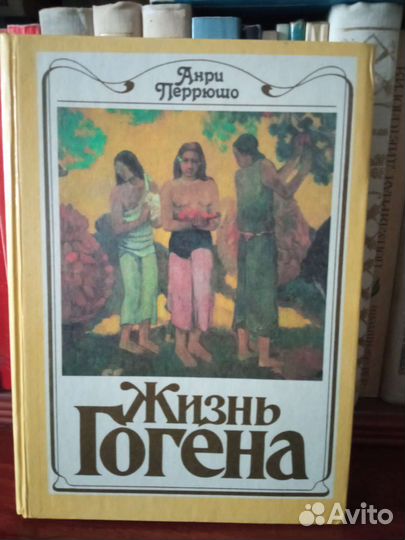 Анри
Перрюшо
Жизнь
Гогена
Avito